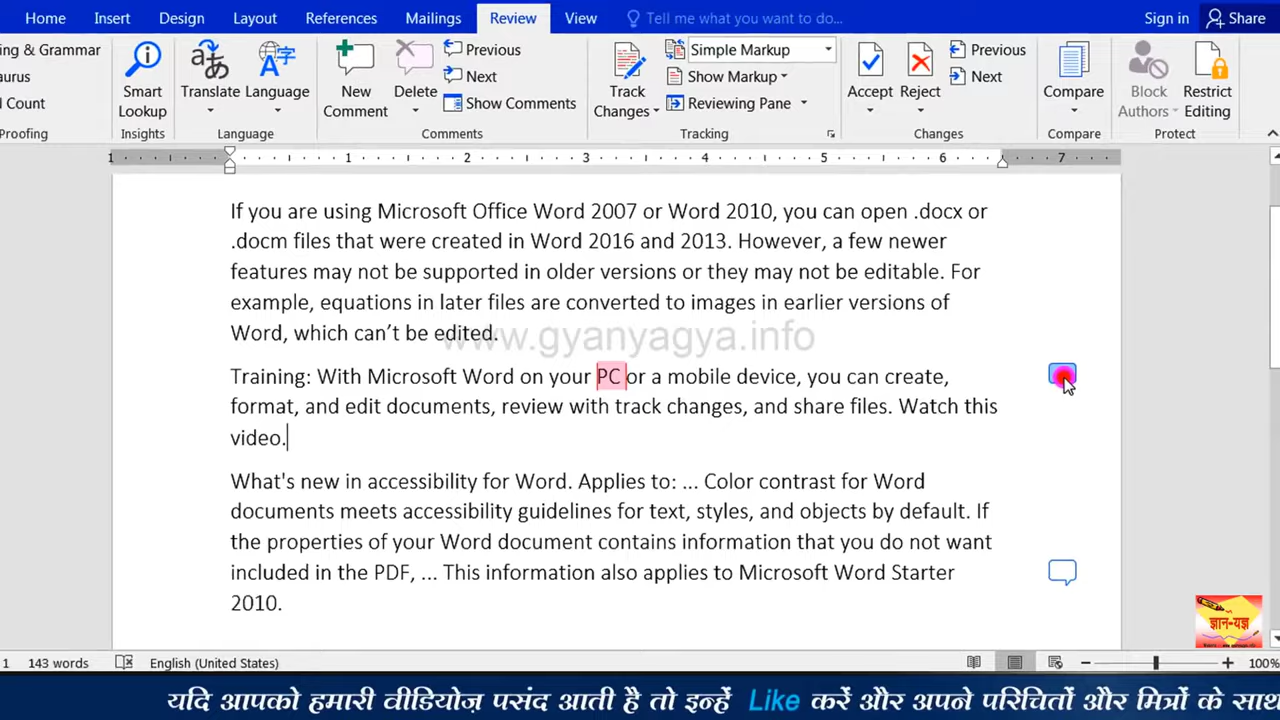 Home Insert Design Layout References Mailings Review View Tell me what you want to do... Sign in Share
ing & Grammar
aurus
d Count
Proofing
Smart Lookup
Insights
Translate Language
Language
New Comment Delete Previous
Next
Show Comments
Comments
Track Changes Simple Markup
Show Markup
Reviewing Pane
Tracking
Accept Reject Previous
Next
Changes
Compare
Compare
Block Authors Restrict Editing
Protect
1 1 2 3 4 5 6 7
If you are using Microsoft Office Word 2007 or Word 2010, you can open .docx or
.docm files that were created in Word 2016 and 2013. However, a few newer
features may not be supported in older versions or they may not be editable. For
example, equations in later files are converted to images in earlier versions of
Word, which can’t be edited.
www.gyanyagya.info
Training: With Microsoft Word on your PC or a mobile device, you can create,
format, and edit documents, review with track changes, and share files. Watch this
video.
What's new in accessibility for Word. Applies to: ... Color contrast for Word
documents meets accessibility guidelines for text, styles, and objects by default. If
the properties of your Word document contains information that you do not want
included in the PDF, ... This information also applies to Microsoft Word Starter
2010.
ज्ञान-यज्ञ
1 143 words English (United States) 100%
यदि आपको हमारी वीडियोज़ पसंद आती है तो इन्हें Like करें और अपने परिचितों और मित्रों के साथ